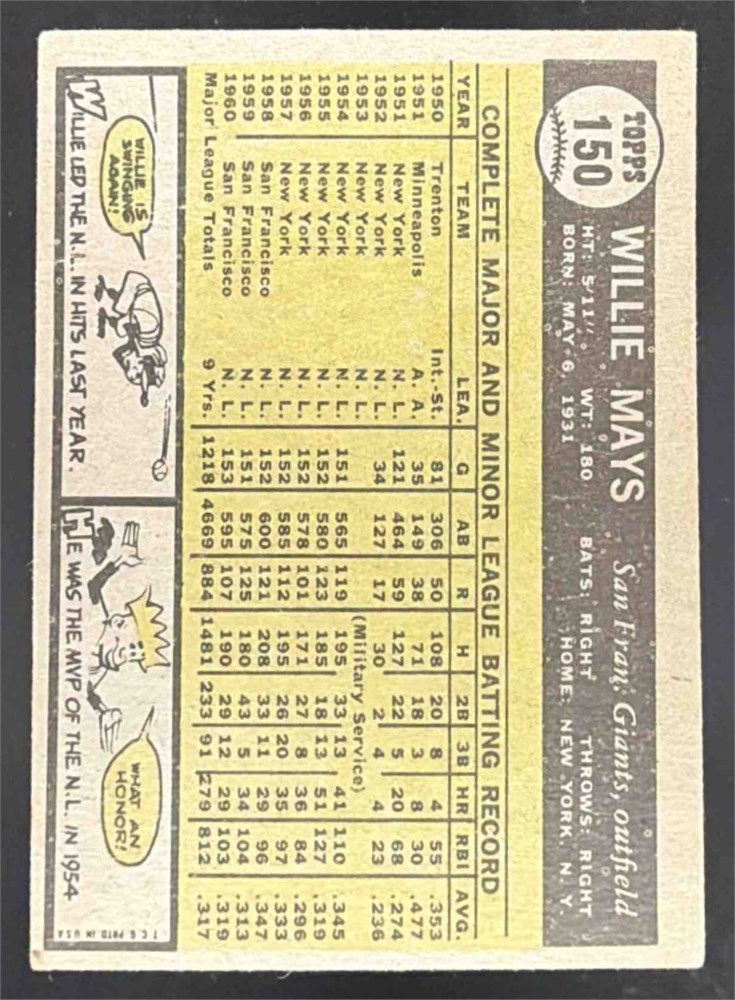 TOPPS
150
WILLIE MAYS San Fran. Giants, outfield
HT: 5'11" WT: 180 BATS: RIGHT THROWS: RIGHT
BORN: MAY 6, 1931 HOME: NEW YORK, N. Y.
COMPLETE MAJOR AND MINOR LEAGUE BATTING RECORD
YEAR TEAM LEA. G AB R H 2B 3B HR RBI AVG.
1950 Trenton Int.-St. 81 306 50 108 20 8 4 55 .353
1951 Minneapolis A. A. 35 149 38 71 18 3 8 30 .477
1951 New York N. L. 121 464 59 127 22 5 20 68 .274
1952 New York N. L. 34 127 17 30 2 4 4 23 .236
1953 New York N. L. (Military Service)
1954 New York N. L. 151 565 119 195 33 13 41 110 .345
1955 New York N. L. 152 580 123 185 18 13 51 127 .319
1956 New York N. L. 152 578 101 171 27 8 36 84 .296
1957 New York N. L. 152 585 112 195 26 20 35 97 .333
1958 San Francisco N. L. 152 600 121 208 33 11 29 96 .347
1959 San Francisco N. L. 151 575 125 180 43 5 34 104 .313
1960 San Francisco N. L. 153 595 107 190 29 12 29 103 .319
Major League Totals 9 Yrs. 1218 4669 884 1481 233 91 279 812 .317
WILLIE IS
SWINGING
AGAIN!
WILLIE LED THE N.L. IN HITS LAST YEAR.
WHAT AN
HONOR!
HE WAS THE MVP OF THE N.L. IN 1954
T.C.G. PRTD. IN U.S.A.